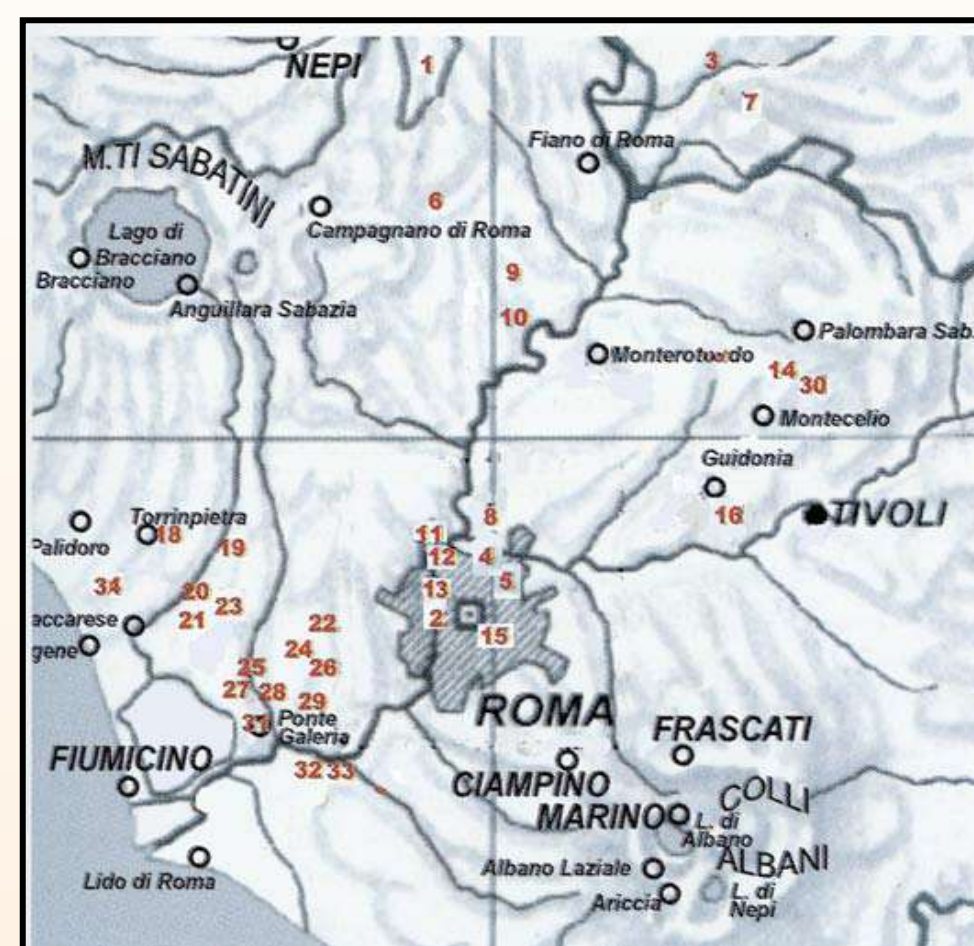 NEPI
1
3
7
Fiano di Roma
M.TI SABATINI
6
Campagnano di Roma
Lago di
Bracciano
Bracciano
Anguillara Sabazia
9
10
Palombara Sab.
Monterotondo
14
30
Montecelio
Guidonia
16
TIVOLI
8
Torrinpietra
18
Palidoro
19
11
12
4
5
13
2
15
34
20
21
23
22
accarese
gene
24
25
26
27
28
29
31
Ponte
Galeria
ROMA
FRASCATI
FIUMICINO
32
33
CIAMPINO
MARINO
COLLI
ALBANI
L. di
Albano
Albano Laziale
Ariccia
L. di
Nepi
Lido di Roma